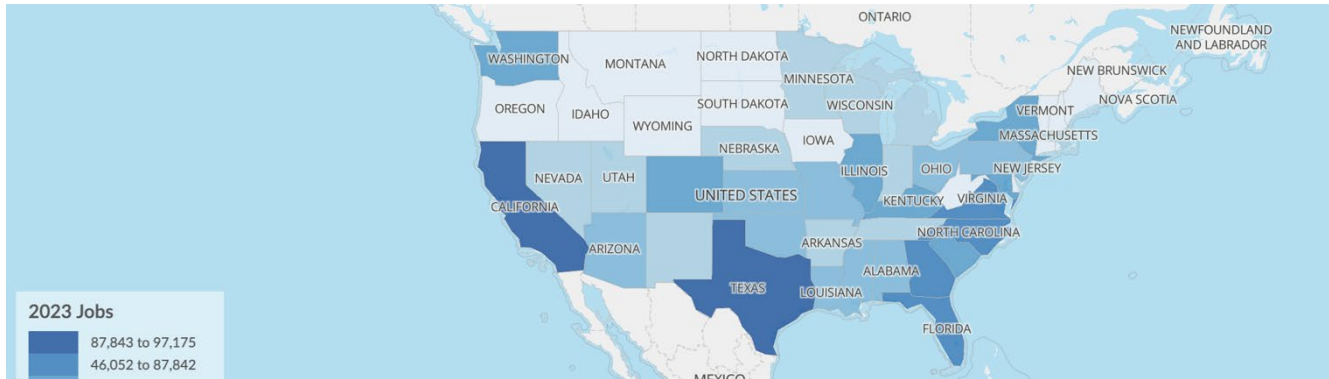 ONTARIO
NEWFOUNDLAND
AND LABRADOR
WASHINGTON
MONTANA
NORTH DAKOTA
MINNESOTA
NEW BRUNSWICK
NOVA SCOTIA
OREGON
IDAHO
SOUTH DAKOTA
WISCONSIN
VERMONT
WYOMING
MASSACHUSETTS
IOWA
NEBRASKA
NEVADA
UTAH
ILLINOIS
OHIO
NEW JERSEY
UNITED STATES
KENTUCKY
VIRGINIA
CALIFORNIA
NORTH CAROLINA
ARIZONA
ARKANSAS
ALABAMA
TEXAS
LOUISIANA
FLORIDA
MEXICO
2023 Jobs
87,843 to 97,175
46,052 to 87,842